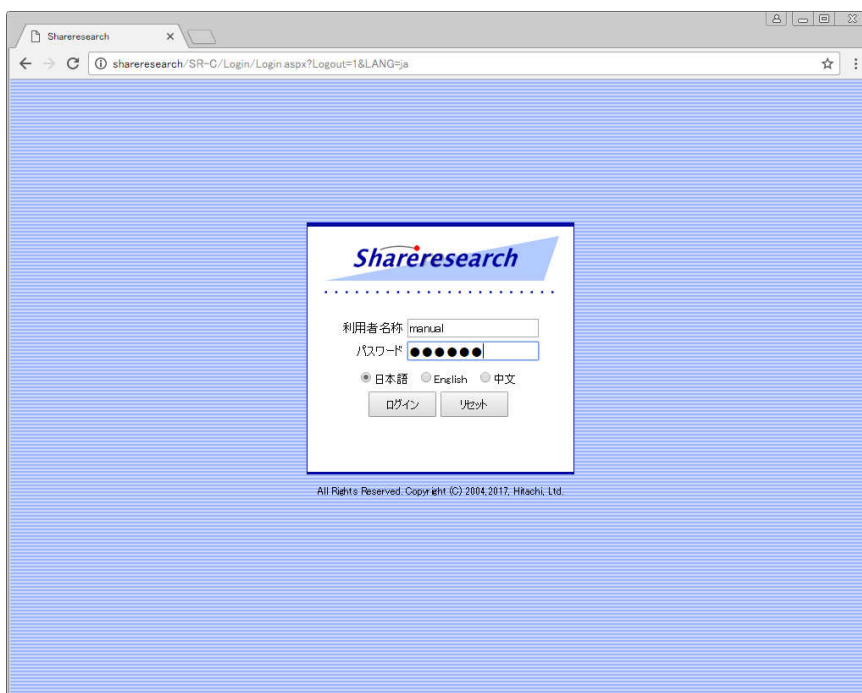 Shareresearch
shareresearch/SR-C/Login/Login.aspx?Logout=1&LANG=ja
Shareresearch
利用者名称 manual
パスワード ●●●●●●
日本語 English 中文
ログイン リセット
All Rights Reserved. Copyright (C) 2004,2017, Hitachi, Ltd.